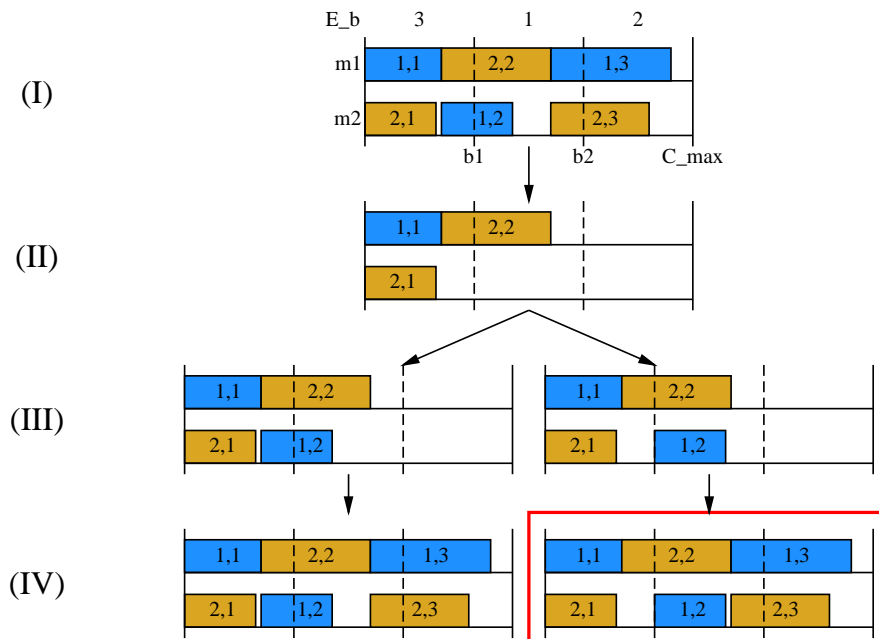 E_b 3 1 2
m1 1,1 2,2 1,3
(I)
m2 2,1 1,2 2,3
b1 b2 C_max
1,1 2,2
(II)
2,1
1,1 2,2 1,1 2,2
(III)
2,1 1,2 2,1 1,2
1,1 2,2 1,3 1,1 2,2 1,3
(IV)
2,1 1,2 2,3 2,1 1,2 2,3